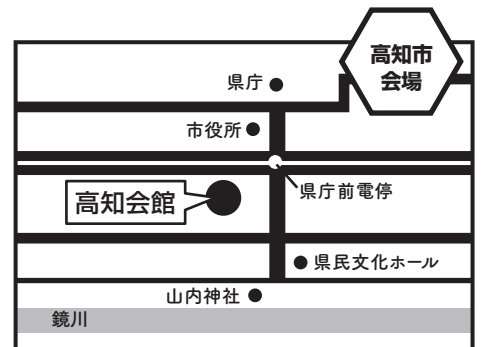 高知市
会場
県庁
市役所
県庁前電停
高知会館
県民文化ホール
山内神社
鏡川